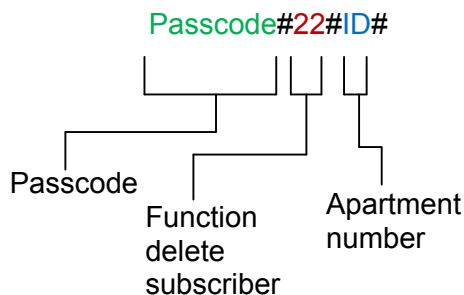 Passcode#22#ID#
Passcode
Function
delete
subscriber
Apartment
number